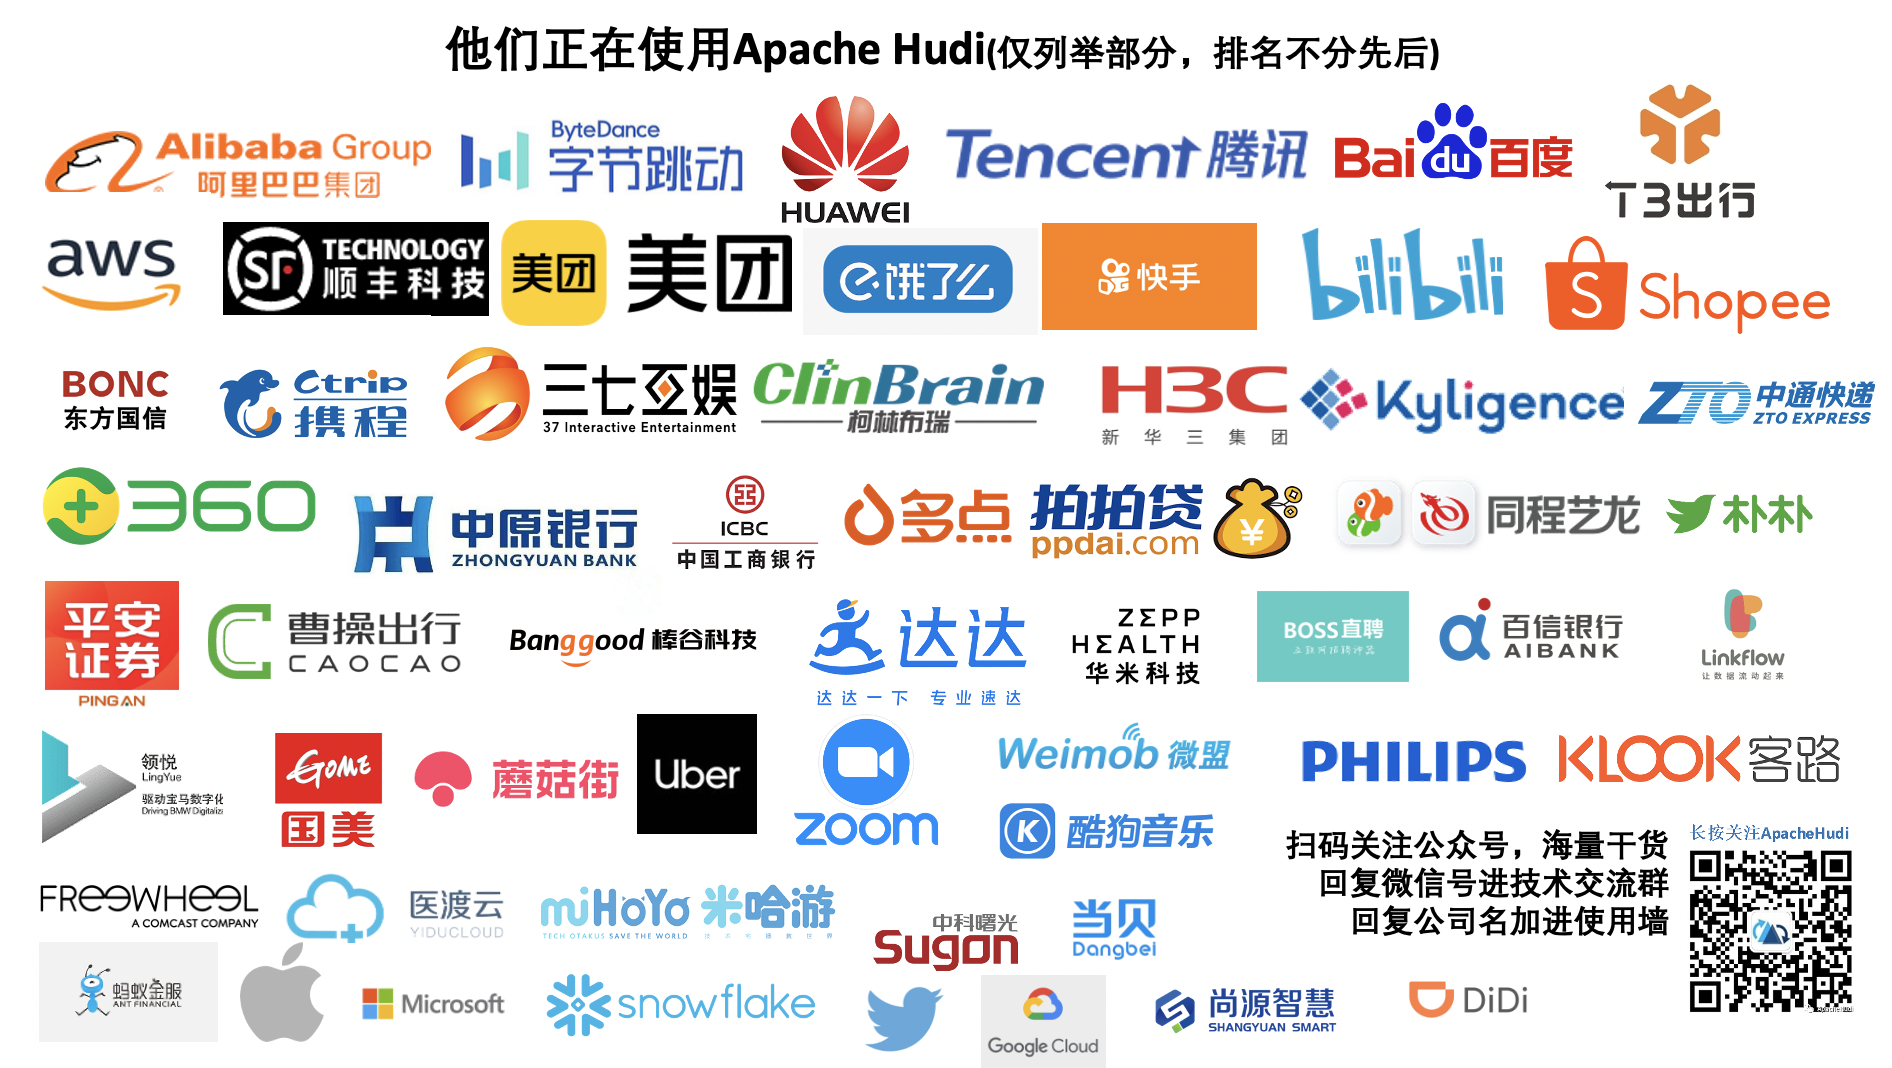 他们正在使用Apache Hudi(仅列举部分，排名不分先后)
Alibaba Group
阿里巴巴集团
ByteDance
字节跳动
HUAWEI
Tencent 腾讯
Bai du 百度
T3出行
aws
SF TECHNOLOGY
顺丰科技
美团
美团
饿了么
快手
bilibili
S Shopee
BONC
东方国信
Ctrip
携程
三七互娱
37 Interactive Entertainment
ClinBrain
柯林布瑞
H3C
新华三集团
Kyligence
ZTO 中通快递
ZTO EXPRESS
360
中原银行
ZHONGYUAN BANK
ICBC
中国工商银行
多点
拍拍贷
ppdai.com
¥
同程艺龙
朴朴
平安
证券
PINGAN
曹操出行
CAOCAO
Banggood 棒谷科技
达达
达达一下 专业速达
ZEPP
HEALTH
华米科技
BOSS直聘
百信银行
AIBANK
Linkflow
让数据流动起来
领悦
LingYue
驱动宝马数字化
Driving BMW Digitaliz
GOME
国美
蘑菇街
Uber
zoom
Weimob 微盟
K 酷狗音乐
PHILIPS
KLOOK 客路
扫码关注公众号，海量干货
回复微信号进技术交流群
回复公司名加进使用墙
长按关注ApacheHudi
FREEWHEEL
A COMCAST COMPANY
医渡云
YIDUCLOUD
miHoYo 米哈游
TECH OTAKUS SAVE THE WORLD
中科曙光
Sugon
当贝
Dangbei
蚂蚁金服
ANT FINANCIAL
Microsoft
snowflake
Google Cloud
尚源智慧
SHANGYUAN SMART
DiDi